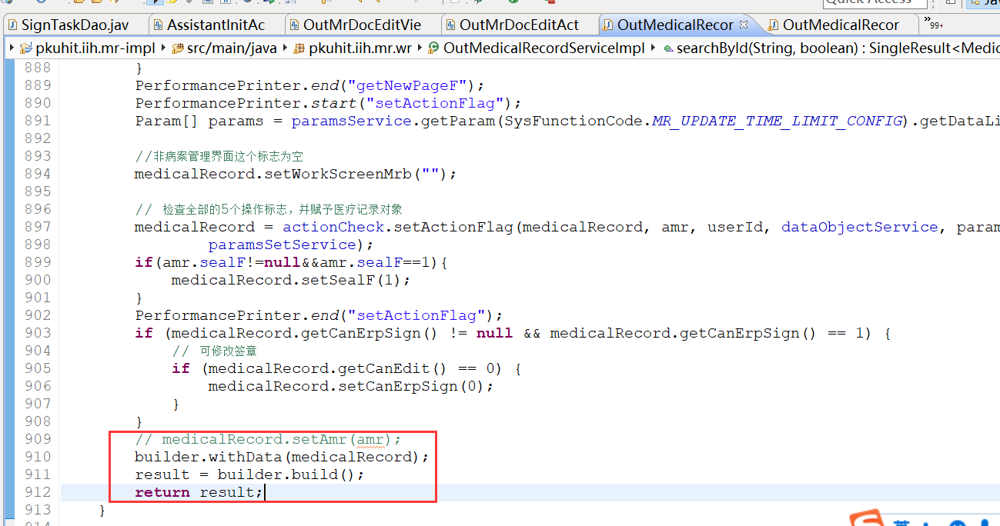 Quick Access
SignTaskDao.jav AssistantInitAc OutMrDocEditVie OutMrDocEditAct OutMedicalRecor OutMedicalRecor »99+
pkuhit.iih.mr-impl src/main/java pkuhit.iih.mr.wr OutMedicalRecordServiceImpl searchById(String, boolean) : SingleResult<Medic
888 }
889 PerformancePrinter.end("getNewPageF");
890 PerformancePrinter.start("setActionFlag");
891 Param[] params = paramsService.getParam(SysFunctionCode.MR_UPDATE_TIME_LIMIT_CONFIG).getDataLi
892
893 //非病案管理界面这个标志为空
894 medicalRecord.setWorkScreenMrb("");
895
896 // 检查全部的5个操作标志，并赋予医疗记录对象
897 medicalRecord = actionCheck.setActionFlag(medicalRecord, amr, userId, dataObjectService, param
898 paramsSetService);
899 if(amr.sealF!=null&&amr.sealF==1){
900 medicalRecord.setSealF(1);
901 }
902 PerformancePrinter.end("setActionFlag");
903 if (medicalRecord.getCanErpSign() != null && medicalRecord.getCanErpSign() == 1) {
904 // 可修改签章
905 if (medicalRecord.getCanEdit() == 0) {
906 medicalRecord.setCanErpSign(0);
907 }
908 }
909 // medicalRecord.setAmr(amr);
910 builder.withData(medicalRecord);
911 result = builder.build();
912 return result;
913 }